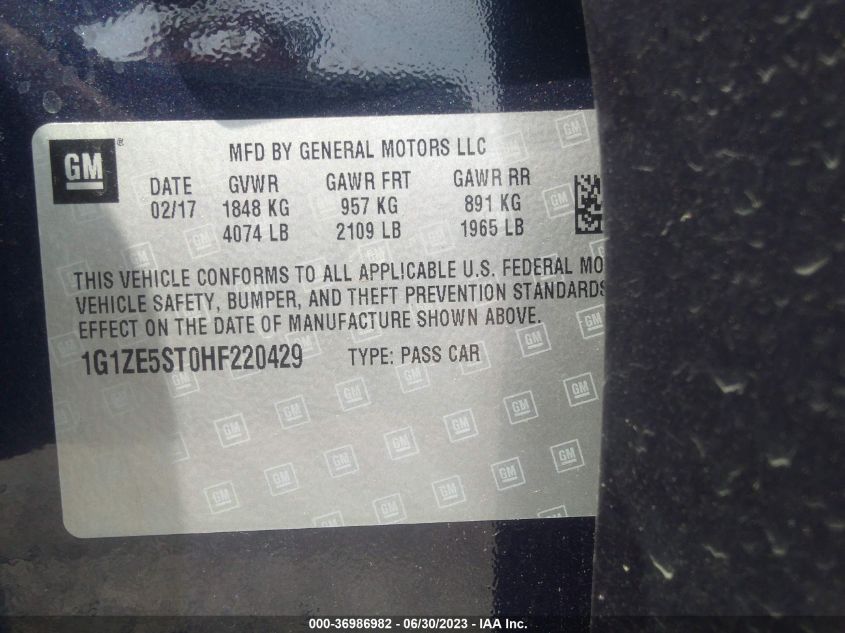 GM ®
MFD BY GENERAL MOTORS LLC
DATE GVWR GAWR FRT GAWR RR
02/17 1848 KG 957 KG 891 KG
4074 LB 2109 LB 1965 LB
THIS VEHICLE CONFORMS TO ALL APPLICABLE U.S. FEDERAL MO
VEHICLE SAFETY, BUMPER, AND THEFT PREVENTION STANDARDS
EFFECT ON THE DATE OF MANUFACTURE SHOWN ABOVE.
1G1ZE5ST0HF220429 TYPE: PASS CAR
000-36986982 - 06/30/2023 - IAA Inc.